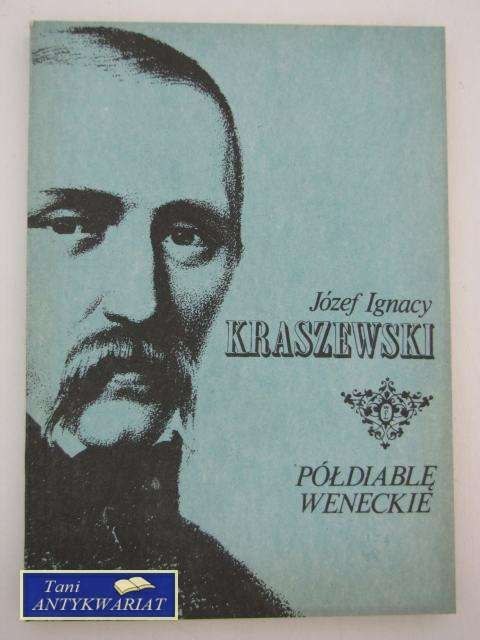 Józef Ignacy
KRASZEWSKI
PÓŁDIABLĘ
WENECKIE
Tani
ANTYKWARIAT